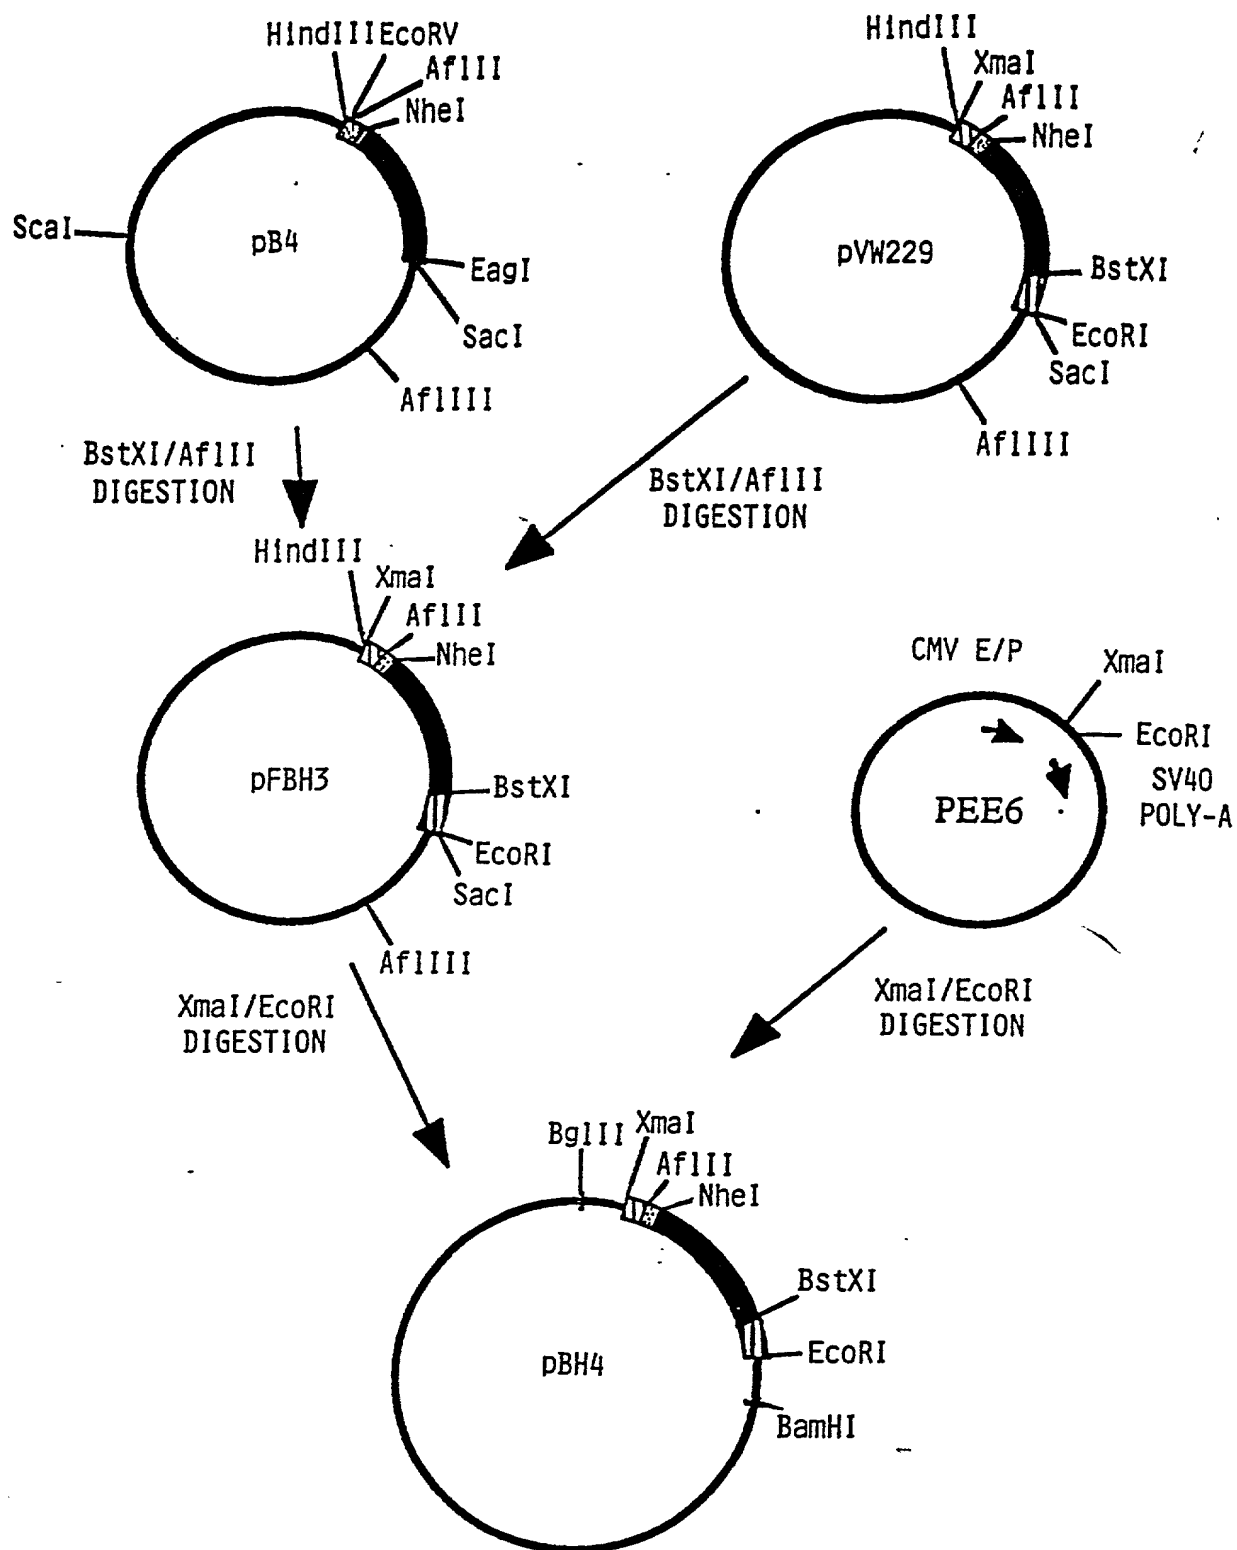 HindIII EcoRV
AflII
NheI
ScaI
pB4
EagI
SacI
AflIII
HindIII
XmaI
AflII
NheI
pVW229
BstXI
EcoRI
SacI
AflIII
BstXI/AflII
DIGESTION
BstXI/AflII
DIGESTION
HindIII
XmaI
AflII
NheI
pFBH3
BstXI
EcoRI
SacI
AflIII
CMV E/P
XmaI
EcoRI
SV40
POLY-A
PEE6
XmaI/EcoRI
DIGESTION
XmaI/EcoRI
DIGESTION
BglII
XmaI
AflII
NheI
pBH4
BstXI
EcoRI
BamHI